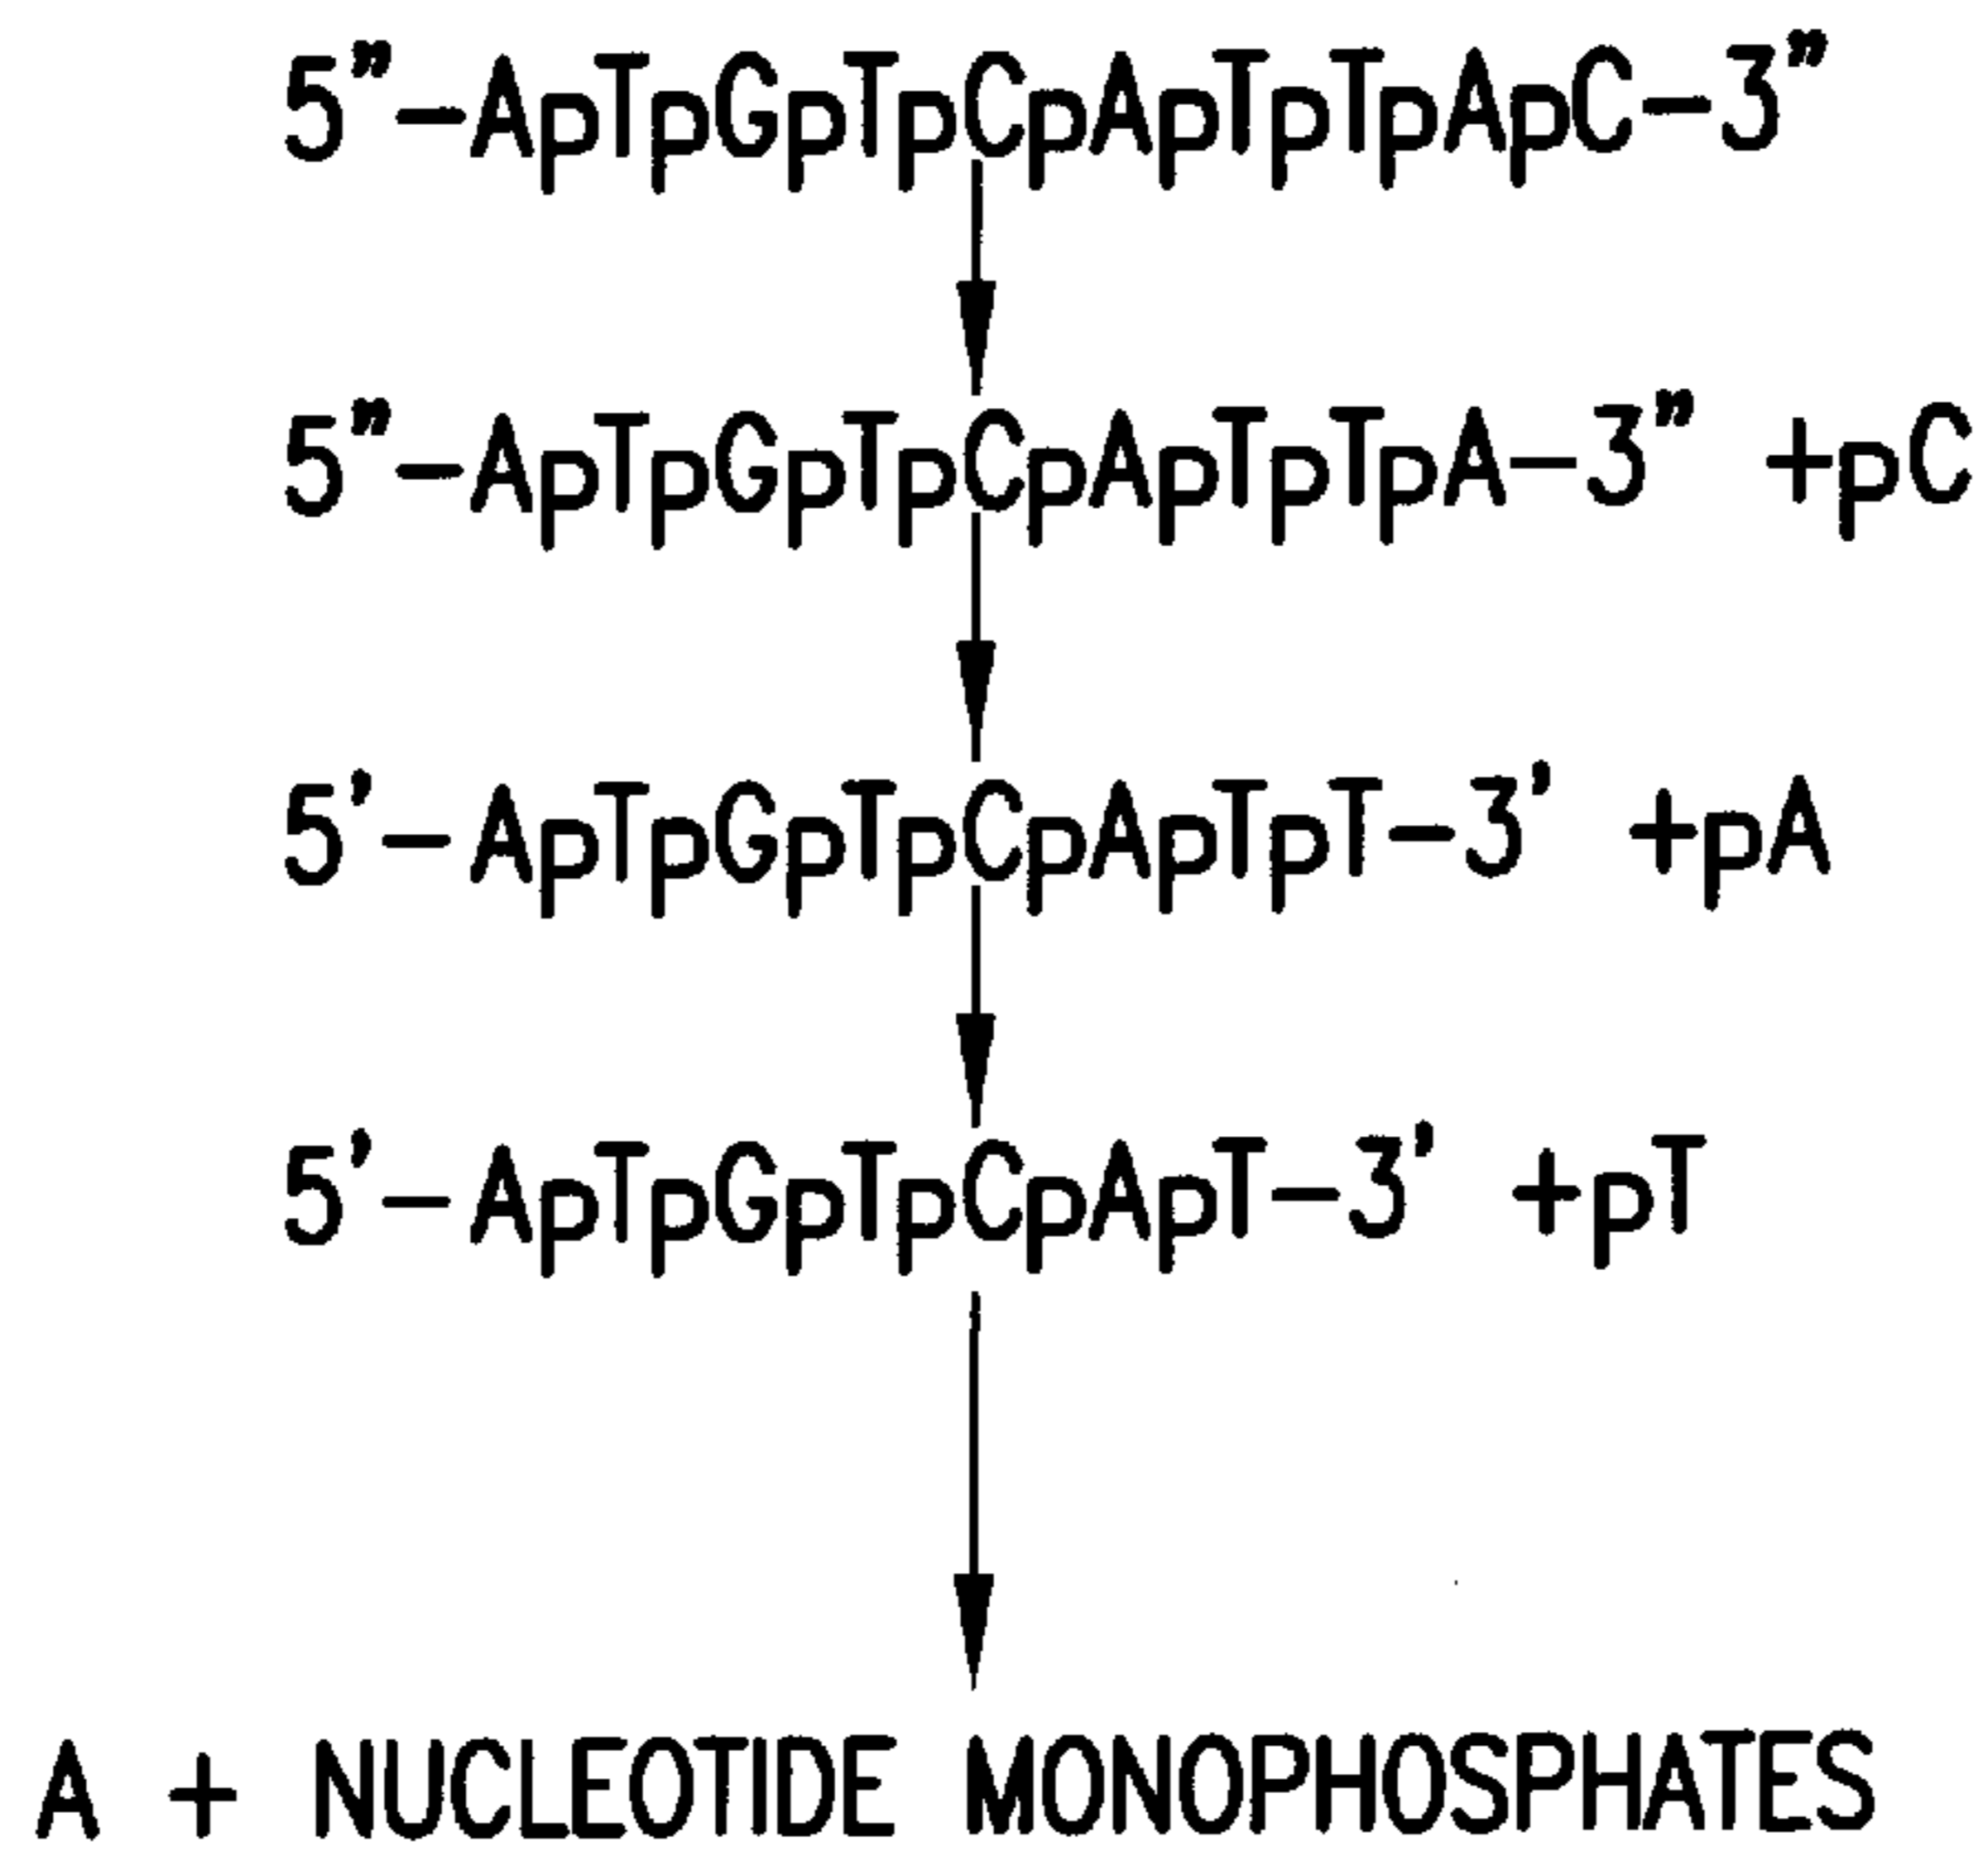 5”-ApTpGpTpCpApTpTpApC-3”
5”-ApTpGpTpCpApTpTpA-3” +pC
5’-ApTpGpTpCpApTpT-3’ +pA
5’-ApTpGpTpCpApT-3’ +pT
A + NUCLEOTIDE MONOPHOSPHATES